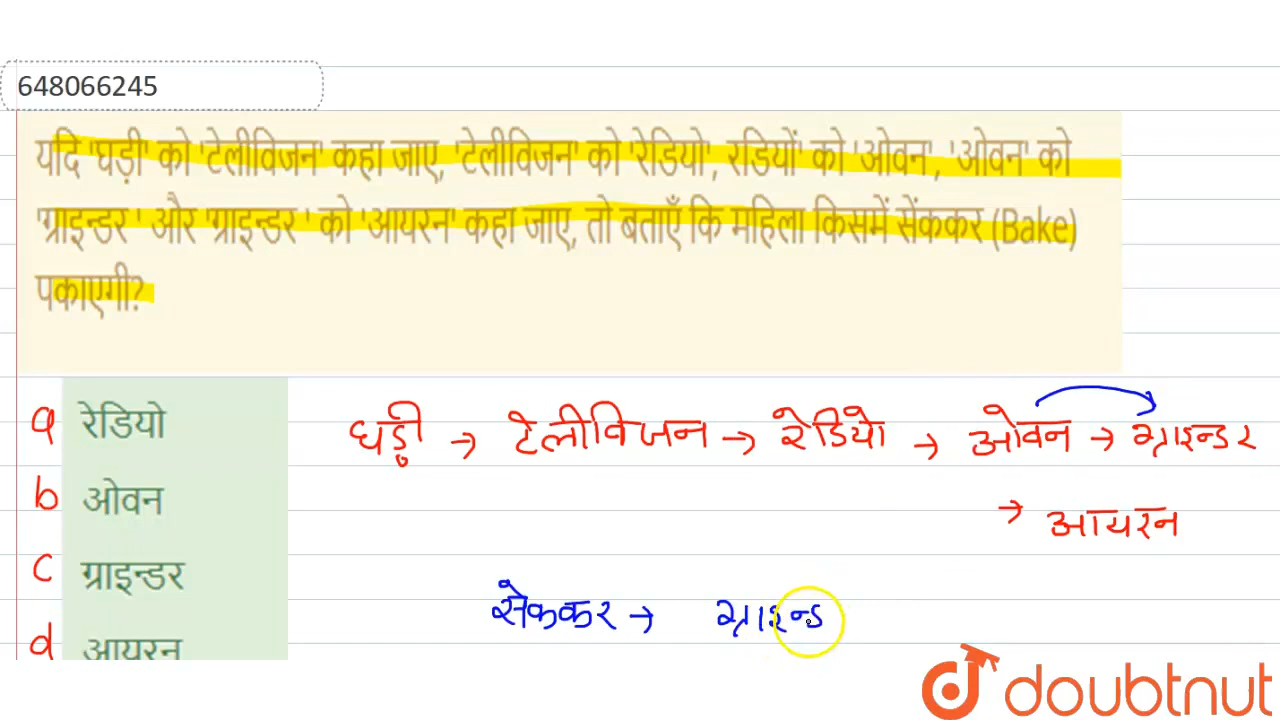 648066245
यदि 'घड़ी' को 'टेलीविजन' कहा जाए, 'टेलीविजन' को 'रेडियो', रडियों' को 'ओवन', 'ओवन' को
'ग्राइन्डर ' और 'ग्राइन्डर ' को 'आयरन' कहा जाए, तो बताएँ कि महिला किसमें सेंककर (Bake)
पकाएगी?
a रेडियो
घड़ी → टेलीविजन → रेडियो → ओवन → ग्राइन्डर
b ओवन
→ आयरन
c ग्राइन्डर
सेककर → ग्राइन्ड
d आयरन
doubtnut